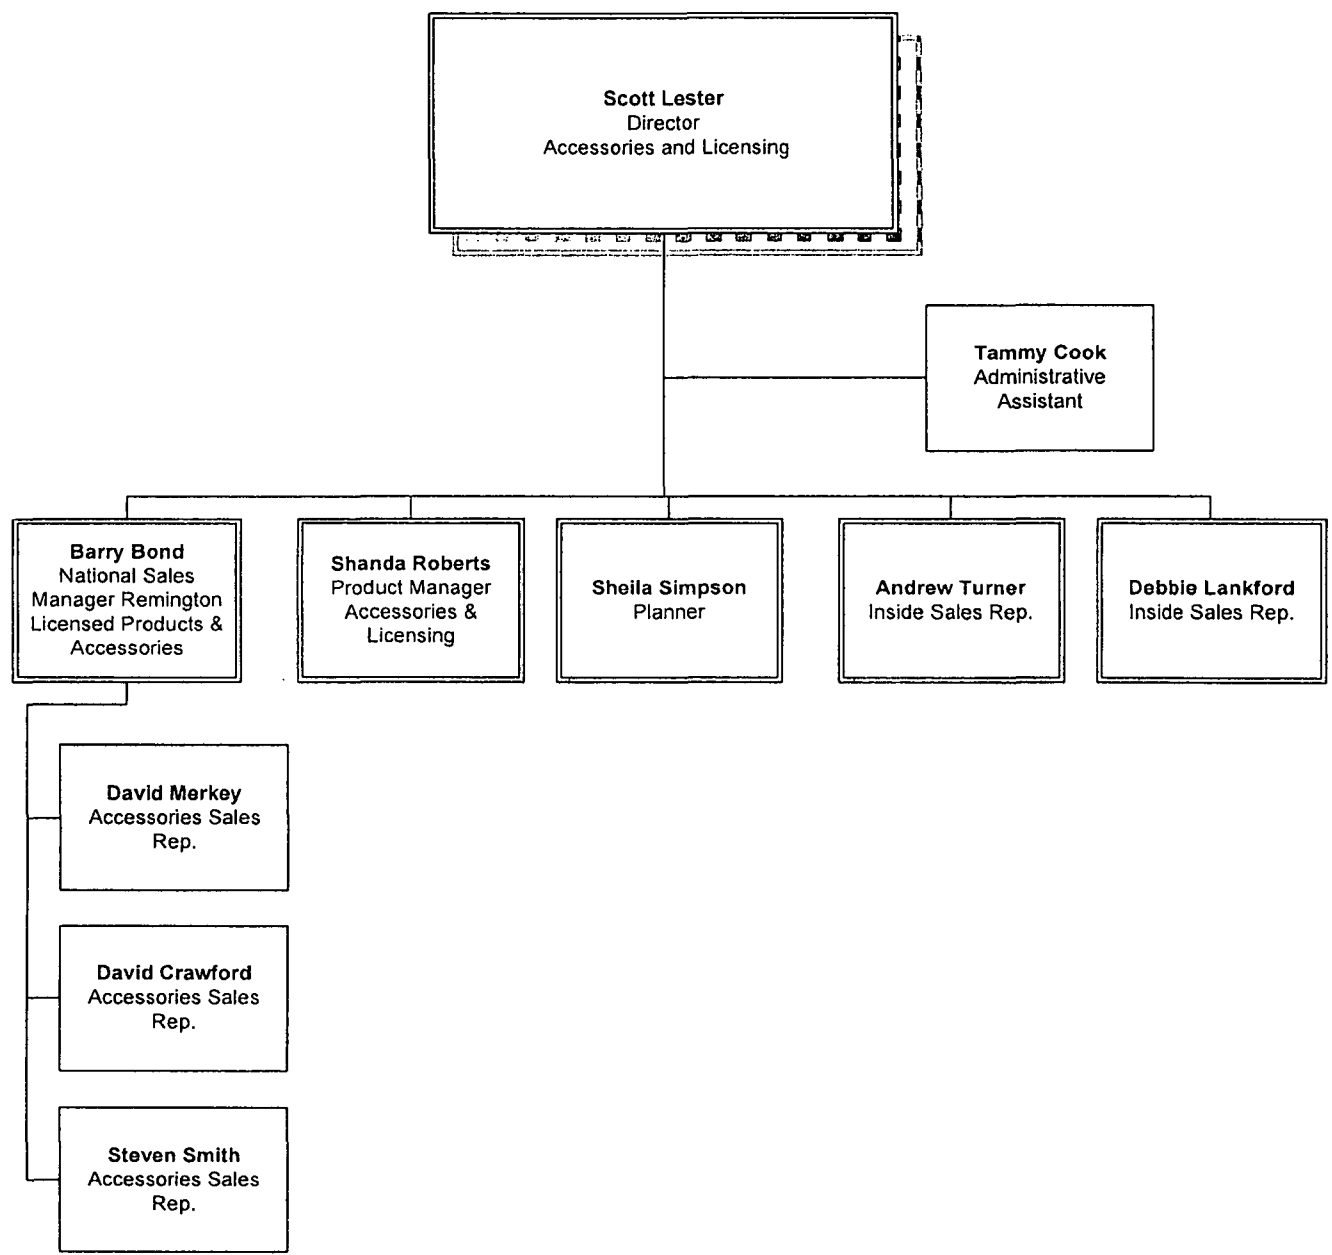 Scott Lester
Director
Accessories and Licensing
Tammy Cook
Administrative
Assistant
Barry Bond
National Sales
Manager Remington
Licensed Products &
Accessories
Shanda Roberts
Product Manager
Accessories &
Licensing
Sheila Simpson
Planner
Andrew Turner
Inside Sales Rep.
Debbie Lankford
Inside Sales Rep.
David Merkey
Accessories Sales
Rep.
David Crawford
Accessories Sales
Rep.
Steven Smith
Accessories Sales
Rep.